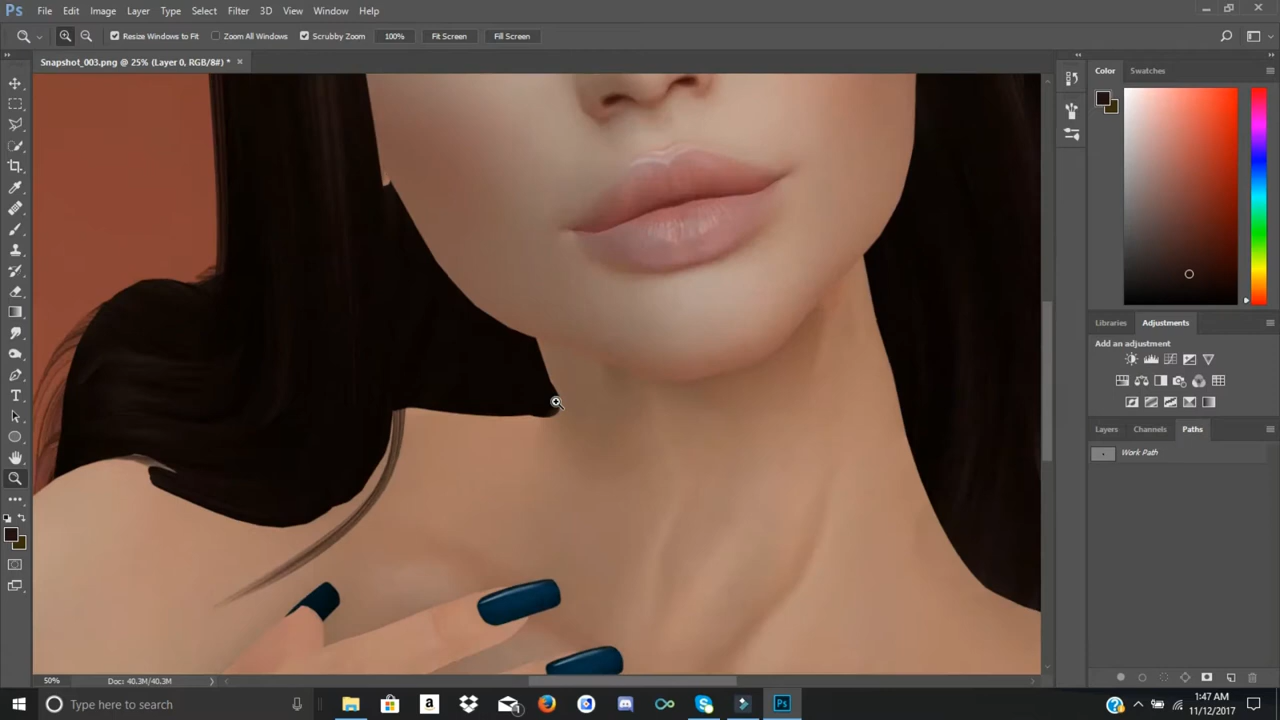 Ps File Edit Image Layer Type Select Filter 3D View Window Help
Resize Windows to Fit Zoom All Windows Scrubby Zoom 100% Fit Screen Fill Screen
Snapshot_003.png @ 25% (Layer 0, RGB/8#) *
Color Swatches
Libraries Adjustments
Add an adjustment
Layers Channels Paths
Work Path
50% Doc: 40.3M/40.3M
Type here to search
1:47 AM
11/12/2017